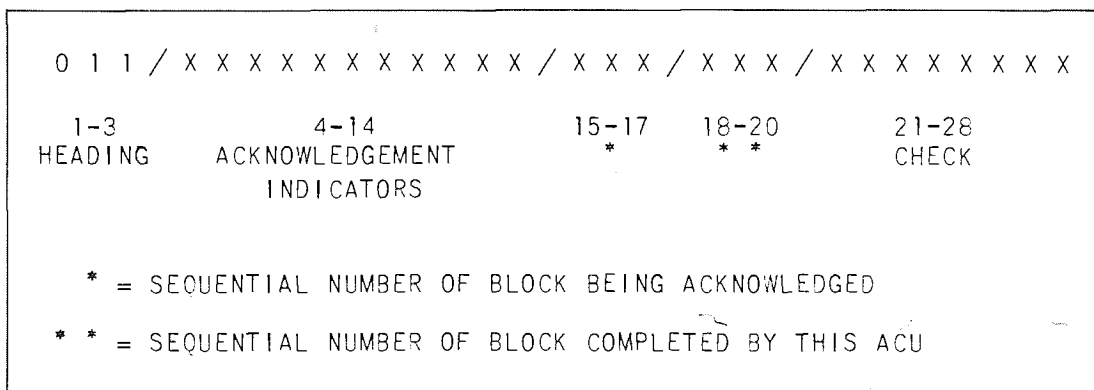 0 1 1 / X X X X X X X X X X X / X X X / X X X / X X X X X X X X
1-3 4-14 15-17 18-20 21-28
HEADING ACKNOWLEDGEMENT * * * CHECK
INDICATORS
* = SEQUENTIAL NUMBER OF BLOCK BEING ACKNOWLEDGED
* * = SEQUENTIAL NUMBER OF BLOCK COMPLETED BY THIS ACU